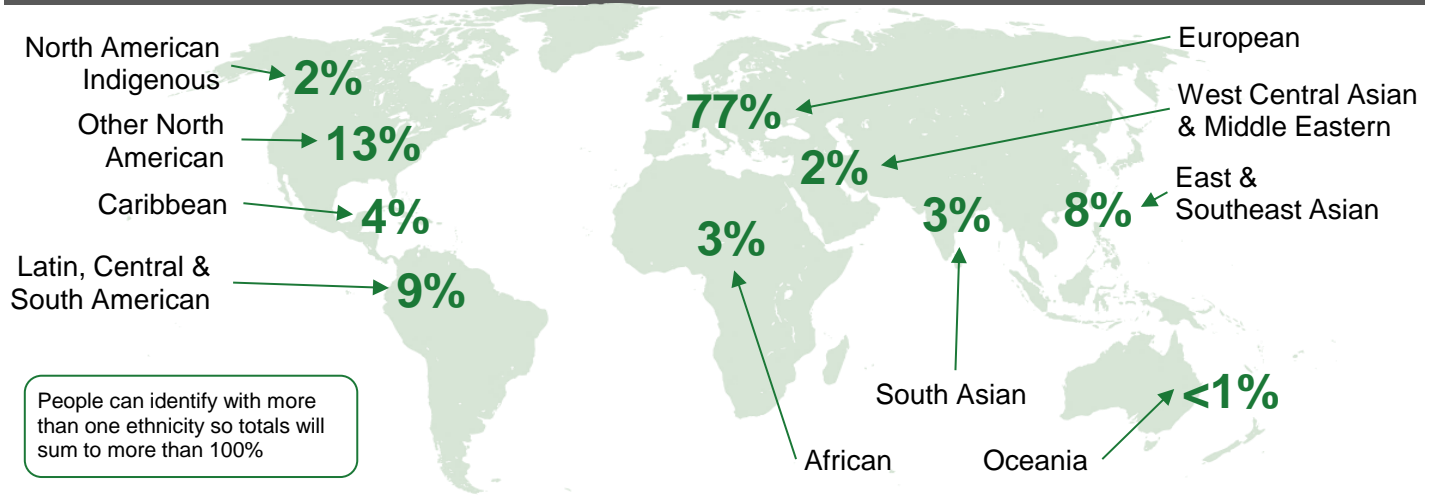 North American
Indigenous
2%
Other North
American
13%
Caribbean
4%
Latin, Central &
South American
9%
European
77%
West Central Asian
& Middle Eastern
2%
East &
Southeast Asian
8%
3%
South Asian
3%
African
Oceania
<1%
People can identify with more
than one ethnicity so totals will
sum to more than 100%